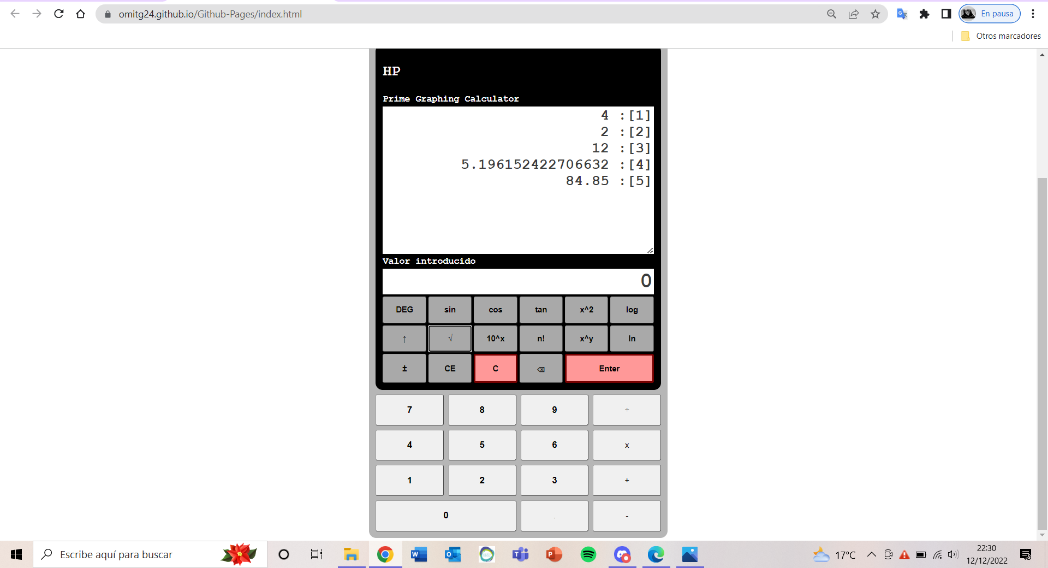 omitg24.github.io/Github-Pages/index.html
En pausa
Otros marcadores
HP
Prime Graphing Calculator
4 :[1]
2 :[2]
12 :[3]
5.196152422706632 :[4]
84.85 :[5]
Valor introducido
0
DEG sin cos tan x^2 log
↑ √ 10^x n! x^y ln
± CE C ⌫ Enter
7 8 9 ÷
4 5 6 x
1 2 3 +
0 -
Escribe aquí para buscar
17°C
22:30
12/12/2022